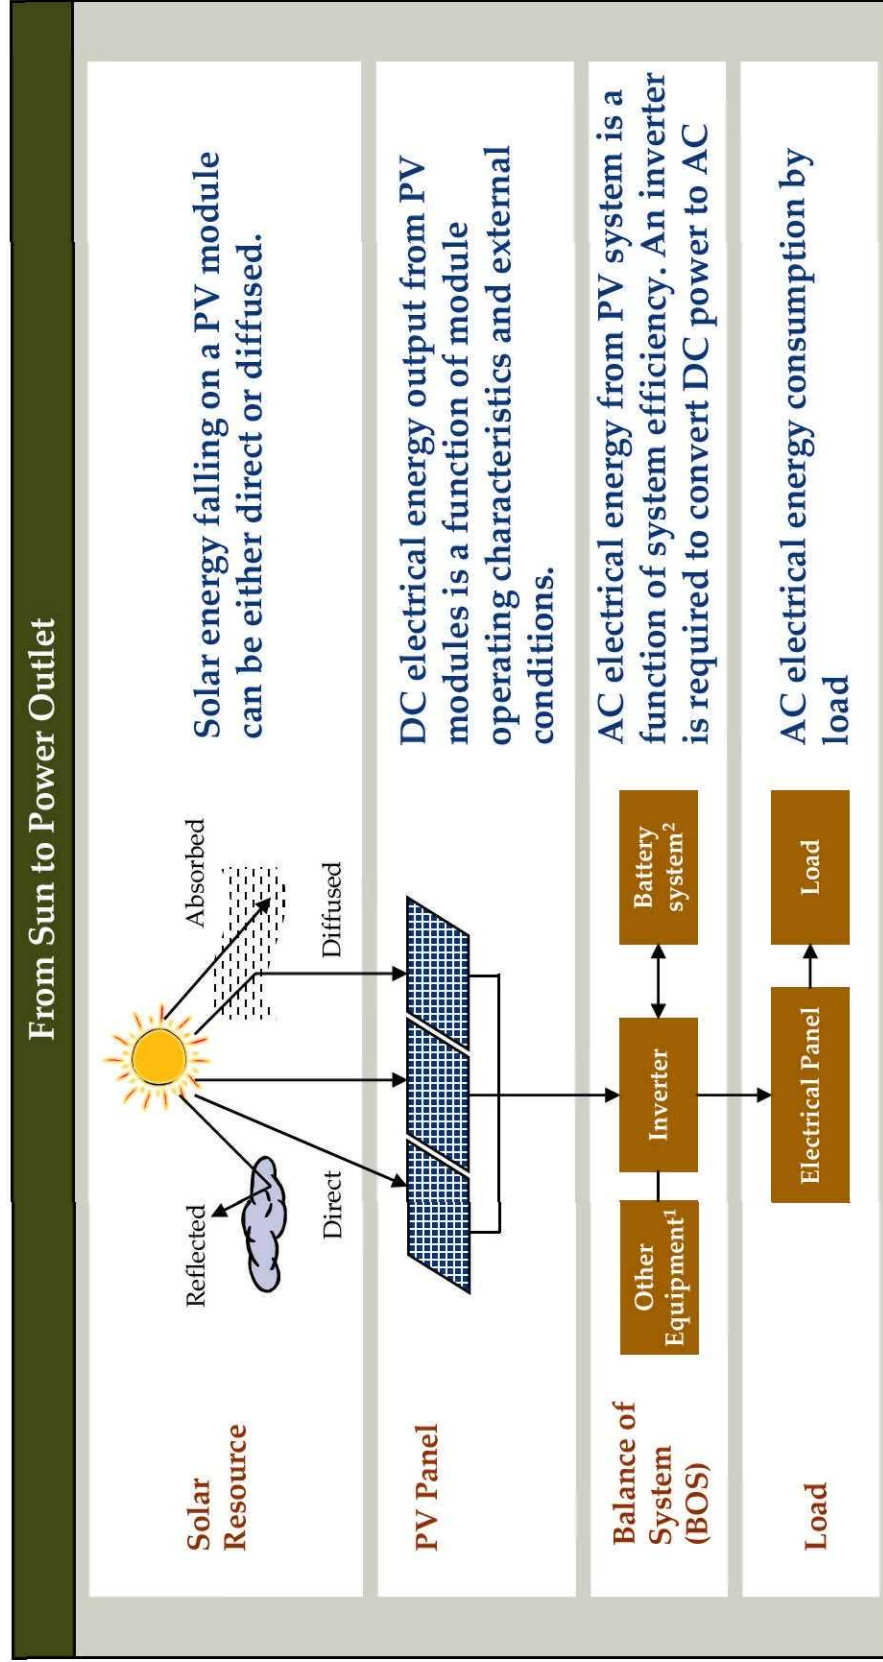 From Sun to Power Outlet
Solar
Resource
Reflected
Absorbed
Direct
Diffused
Solar energy falling on a PV module
can be either direct or diffused.
PV Panel
DC electrical energy output from PV
modules is a function of module
operating characteristics and external
conditions.
Balance of
System
(BOS)
Other
Equipment¹
Inverter
Battery
system²
AC electrical energy from PV system is a
function of system efficiency. An inverter
is required to convert DC power to AC
Load
Electrical Panel
Load
AC electrical energy consumption by
load